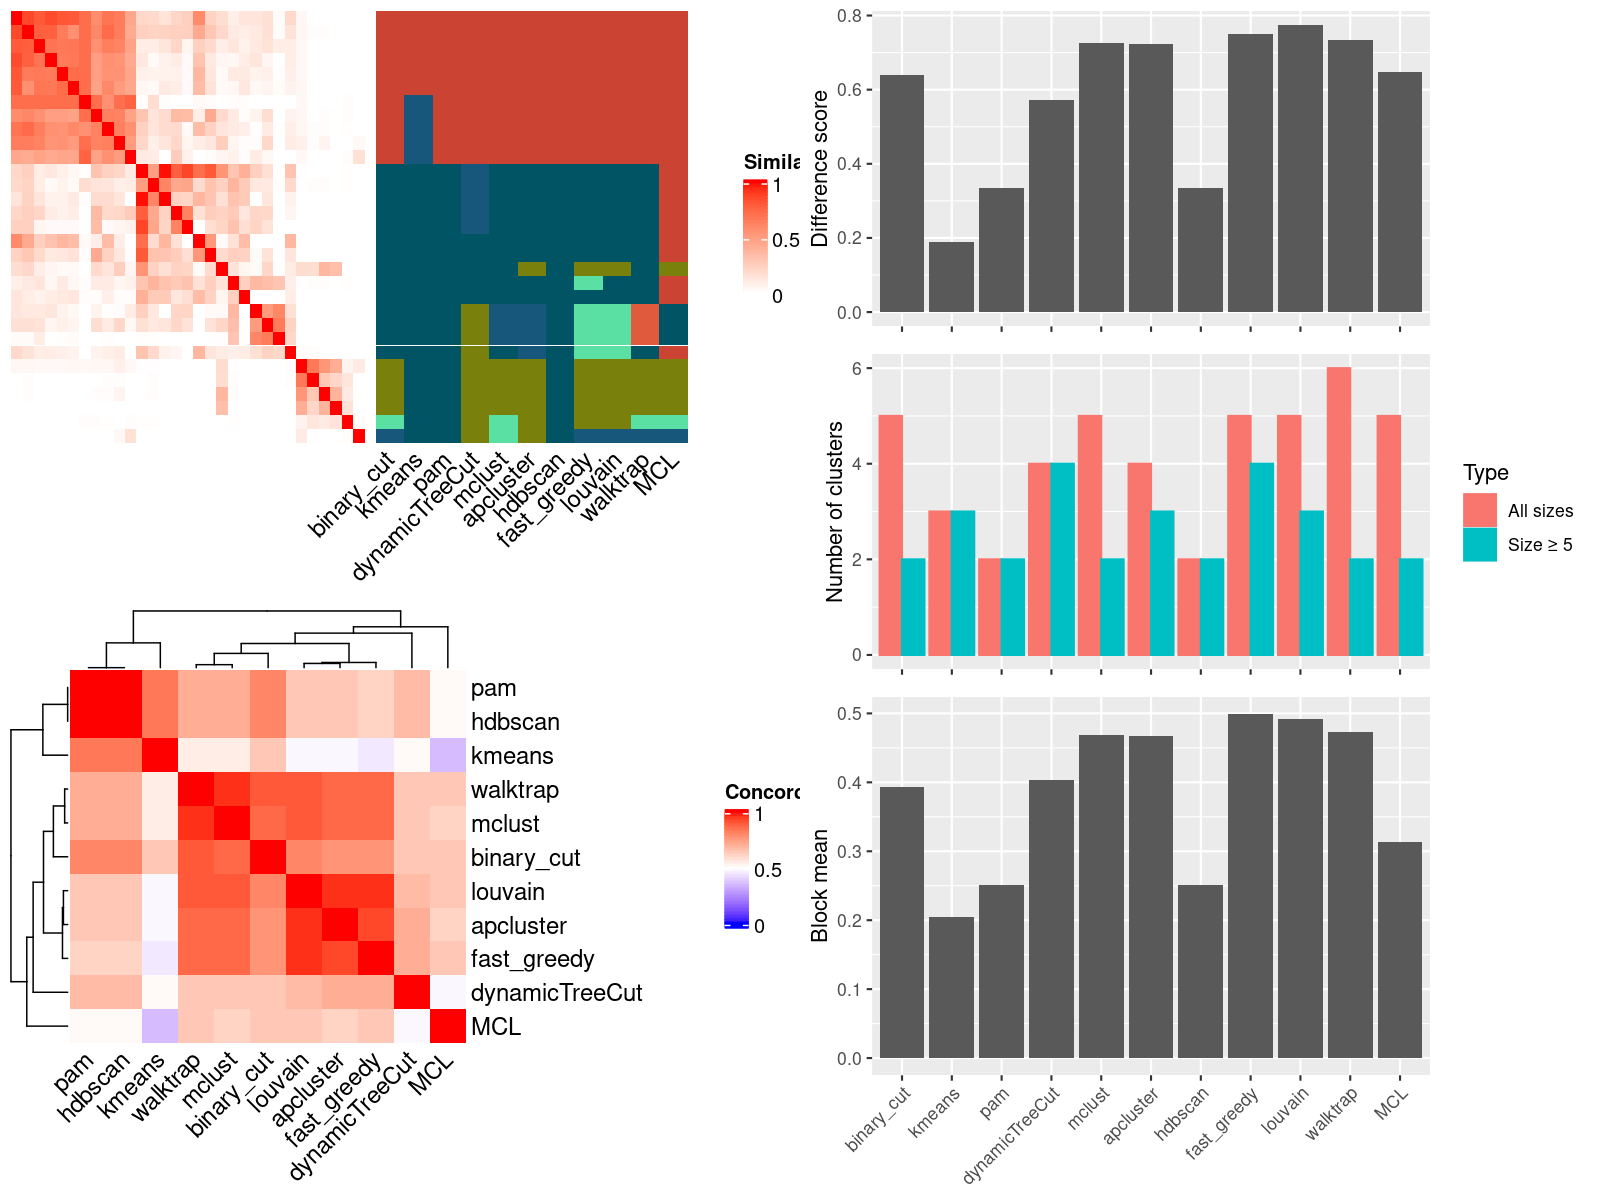 Simila
1
0.5
0
binary_cut
kmeans
pam
dynamicTreeCut
mclust
apcluster
hdbscan
fast_greedy
louvain
walktrap
MCL
pam
hdbscan
kmeans
walktrap
mclust
binary_cut
louvain
apcluster
fast_greedy
dynamicTreeCut
MCL
pam
hdbscan
kmeans
walktrap
mclust
binary_cut
louvain
apcluster
fast_greedy
dynamicTreeCut
MCL
Concord
1
0.5
0
Difference score
0.8
0.6
0.4
0.2
0.0
Number of clusters
6
4
2
0
Type
All sizes
Size ≥ 5
Block mean
0.5
0.4
0.3
0.2
0.1
0.0
binary_cut
kmeans
pam
dynamicTreeCut
mclust
apcluster
hdbscan
fast_greedy
louvain
walktrap
MCL